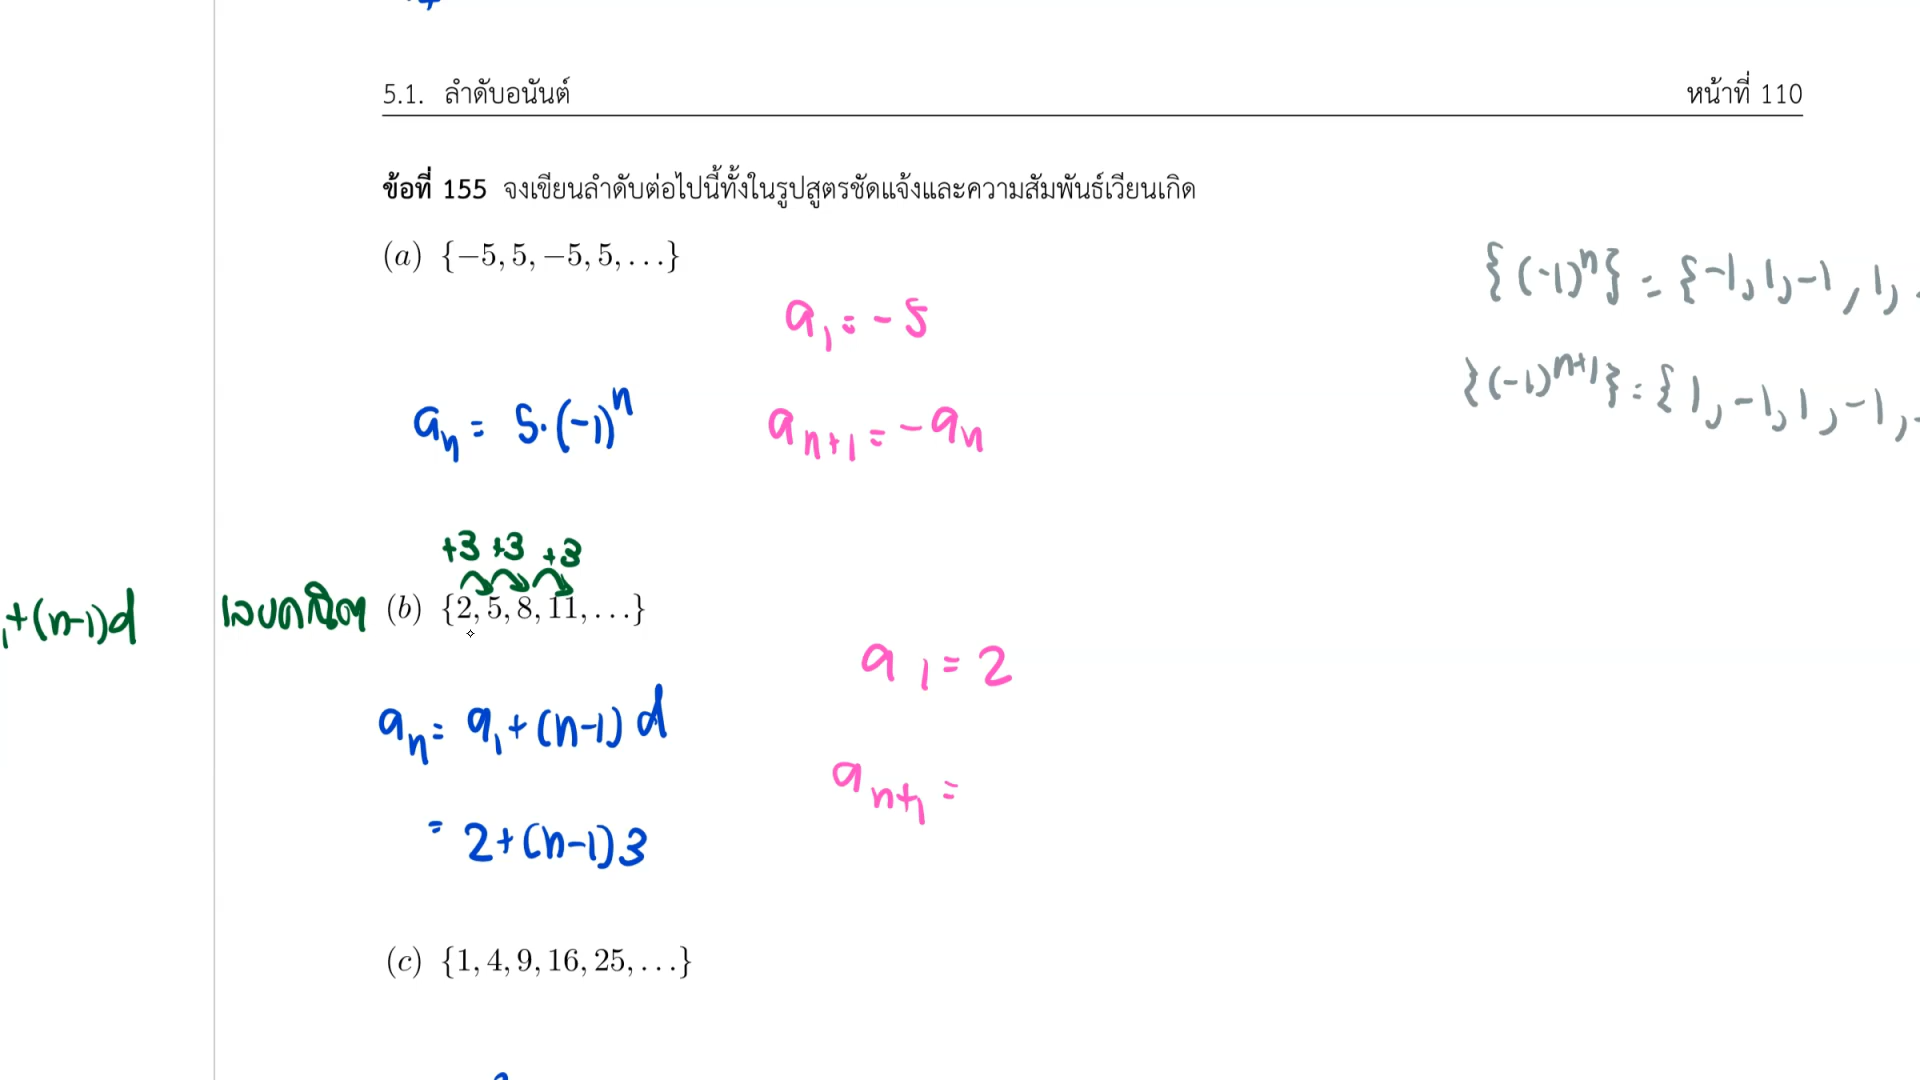 5.1. ลำดับอนันต์ หน้าที่ 110
ข้อที่ 155 จงเขียนลำดับต่อไปนี้ทั้งในรูปสูตรชัดแจ้งและความสัมพันธ์เวียนเกิด
(a) {−5, 5, −5, 5, . . .}
{(-1)^n} = {-1, 1, -1, 1,
a_1 = -5
{(-1)^{n+1}} = {1, -1, 1, -1,
a_n = 5·(-1)^n
a_{n+1} = -a_n
+3 +3 +3
+(n-1)d เลขคณิต (b) {2, 5, 8, 11, . . .}
a_1 = 2
a_n = a_1 + (n-1) d
a_{n+1} =
= 2+(n-1)3
(c) {1, 4, 9, 16, 25, . . .}